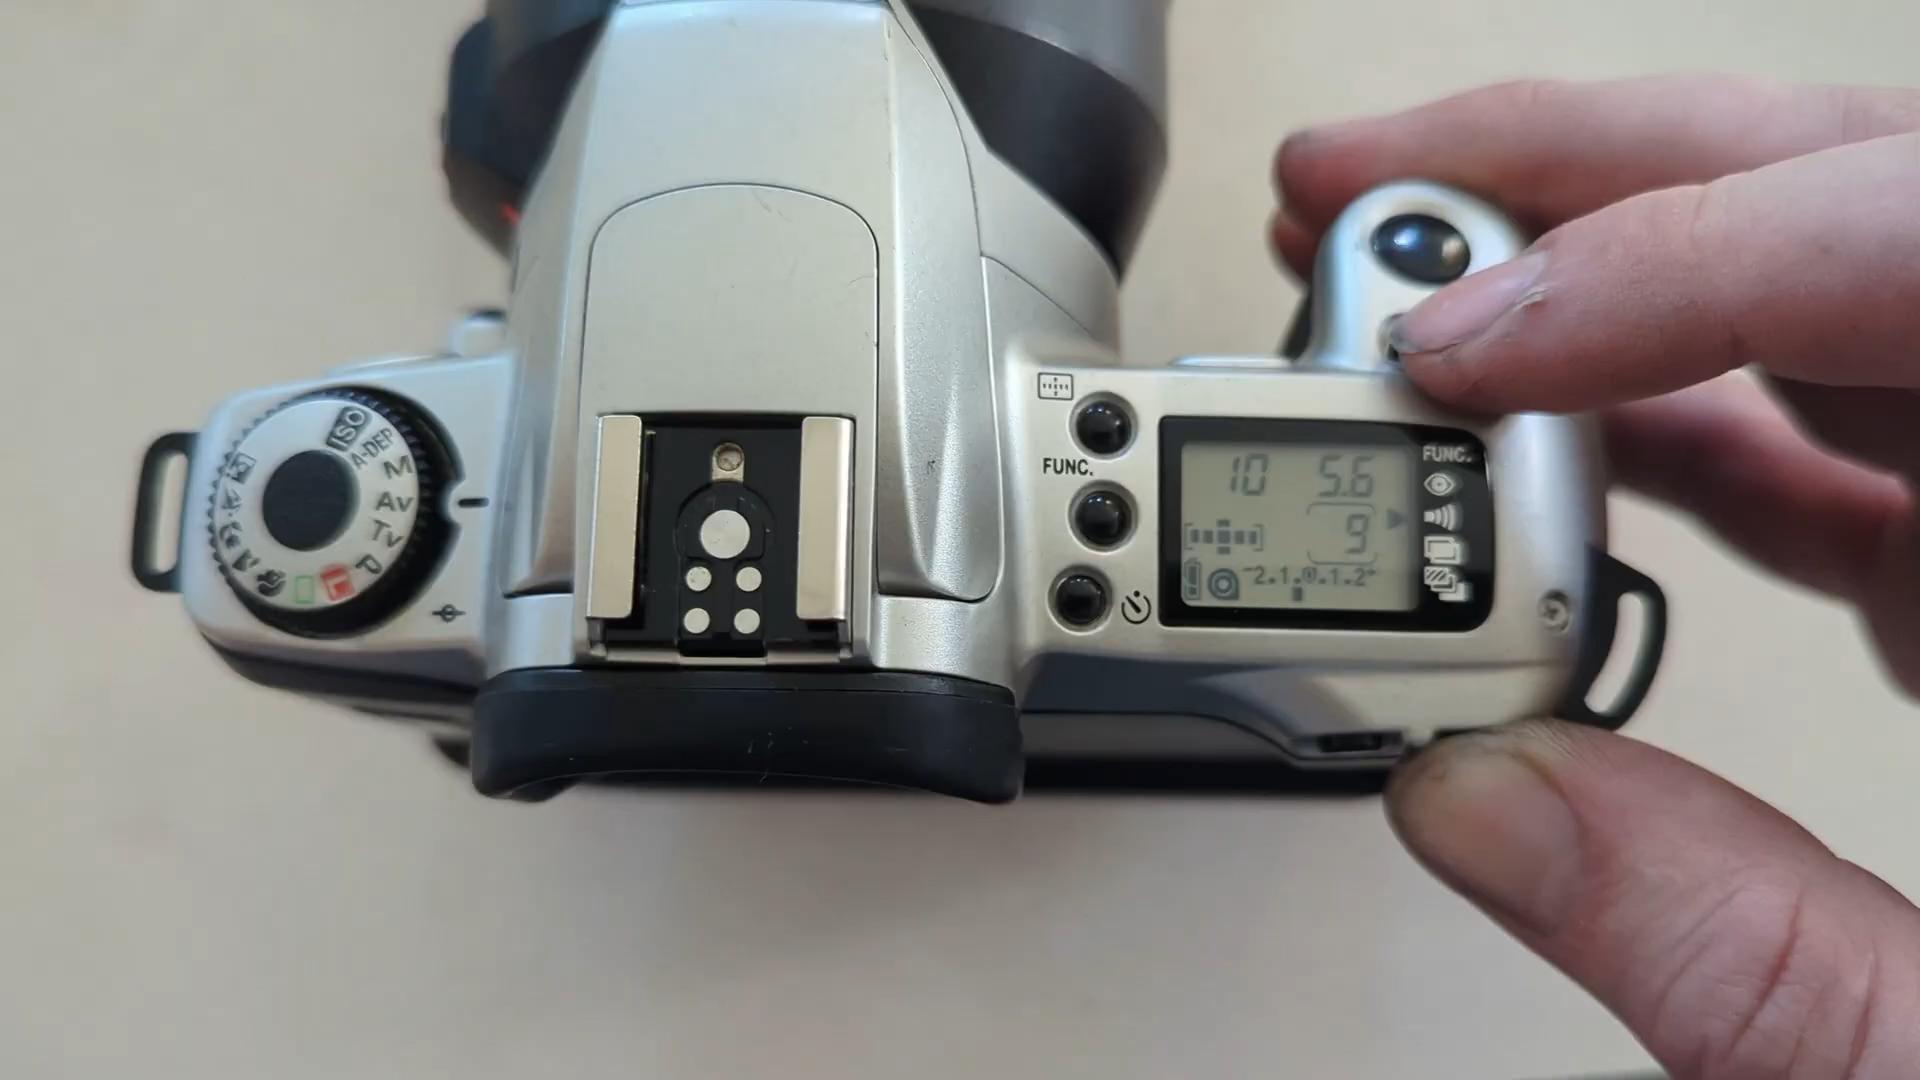 ISO
A-DEP
M
Av
Tv
P
FUNC.
10 5.6
9
-2.1.0.1.2+
FUNC.